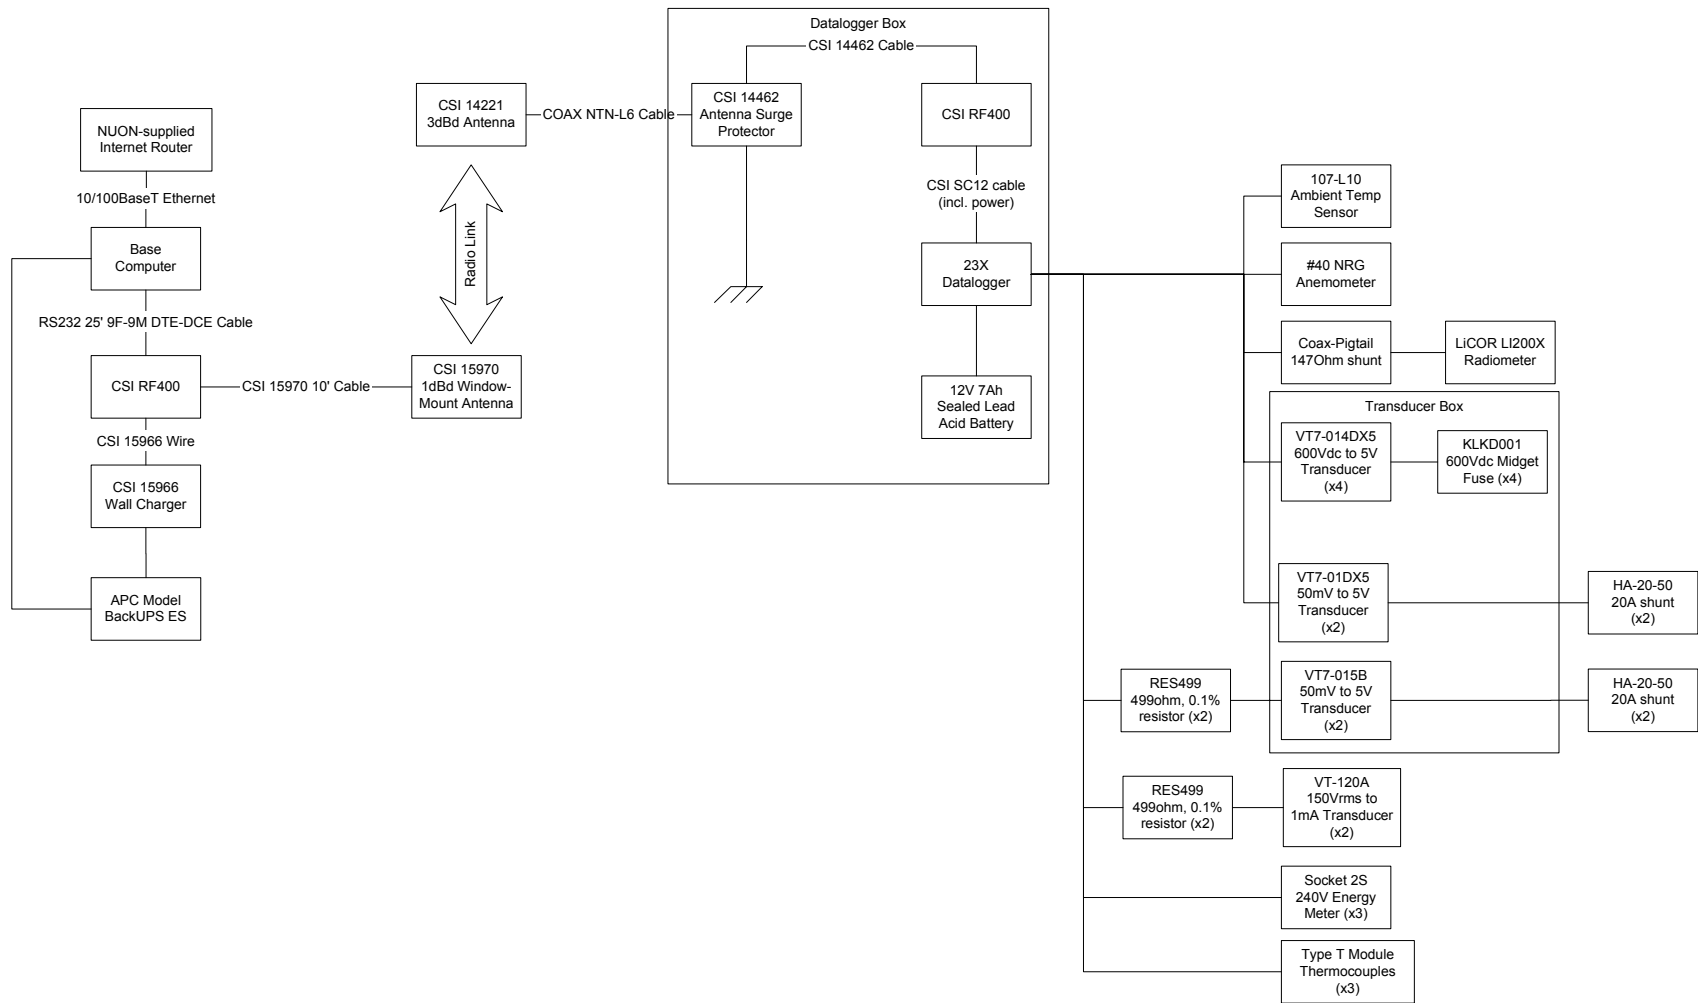 Datalogger Box
CSI 14462 Cable
CSI 14221
3dBd Antenna
COAX NTN-L6 Cable
CSI 14462
Antenna Surge
Protector
CSI RF400
NUON-supplied
Internet Router
10/100BaseT Ethernet
Base
Computer
RS232 25' 9F-9M DTE-DCE Cable
CSI RF400
CSI 15970 10' Cable
CSI 15970
1dBd Window-
Mount Antenna
Radio Link
CSI 15966 Wire
CSI 15966
Wall Charger
APC Model
BackUPS ES
CSI SC12 cable
(incl. power)
23X
Datalogger
12V 7Ah
Sealed Lead
Acid Battery
107-L10
Ambient Temp
Sensor
#40 NRG
Anemometer
Coax-Pigtail
147Ohm shunt
LiCOR LI200X
Radiometer
Transducer Box
VT7-014DX5
600Vdc to 5V
Transducer
(x4)
KLKD001
600Vdc Midget
Fuse (x4)
VT7-01DX5
50mV to 5V
Transducer
(x2)
HA-20-50
20A shunt
(x2)
RES499
499ohm, 0.1%
resistor (x2)
VT7-015B
50mV to 5V
Transducer
(x2)
HA-20-50
20A shunt
(x2)
RES499
499ohm, 0.1%
resistor (x2)
VT-120A
150Vrms to
1mA Transducer
(x2)
Socket 2S
240V Energy
Meter (x3)
Type T Module
Thermocouples
(x3)